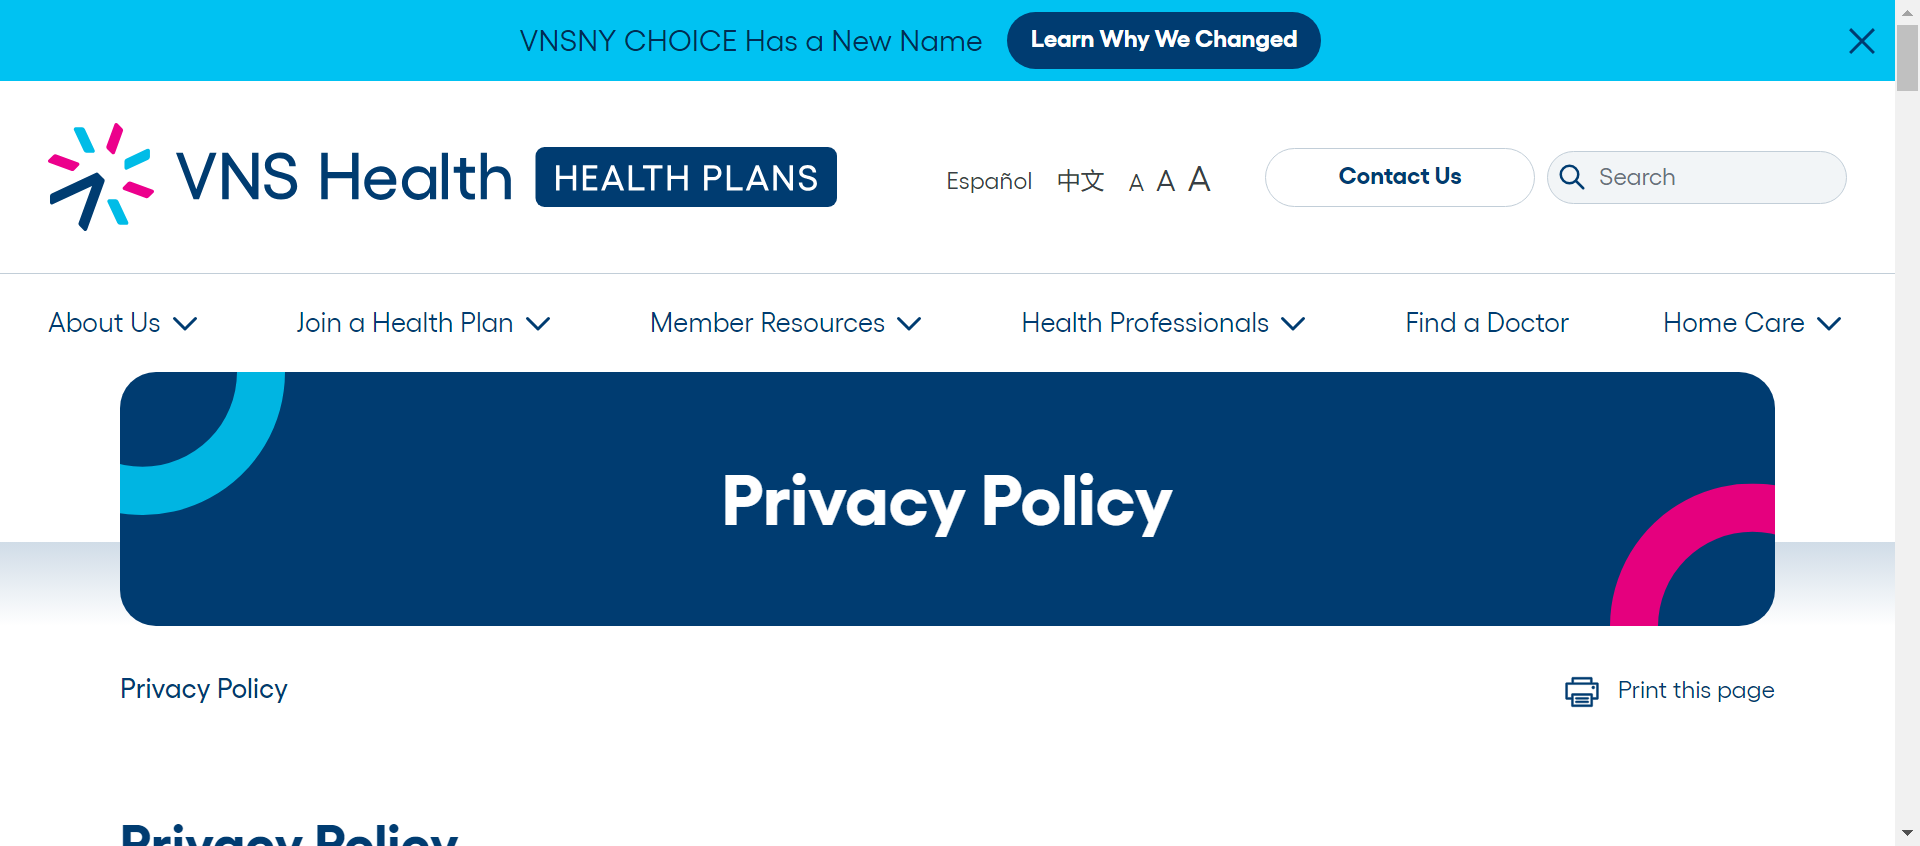 VNSNY CHOICE Has a New Name Learn Why We Changed
VNS Health HEALTH PLANS
Español 中文 A A A Contact Us Search
About Us Join a Health Plan Member Resources Health Professionals Find a Doctor Home Care
Privacy Policy
Privacy Policy Print this page
Privacy Policy